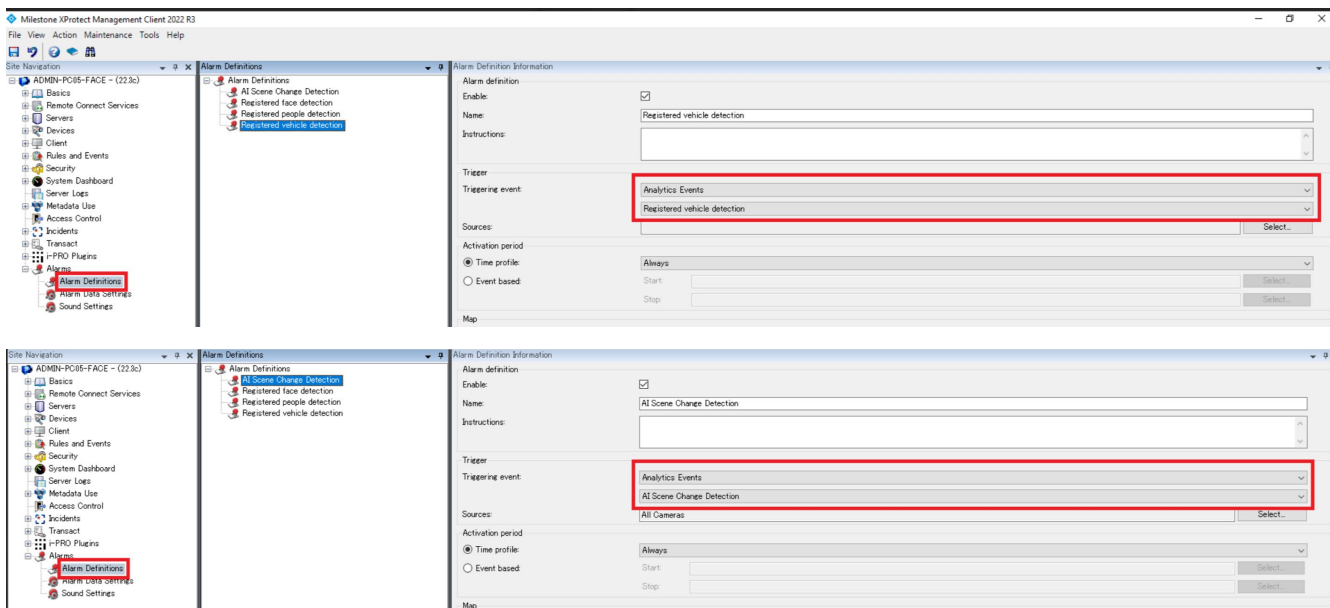 Milestone XProtect Management Client 2022 R3
File View Action Maintenance Tools Help
Site Navigation
ADMIN-PC05-FACE - (22.3c)
Basics
Remote Connect Services
Servers
Devices
Client
Rules and Events
Security
System Dashboard
Server Logs
Metadata Use
Access Control
Incidents
Transact
i-PRO Plugins
Alarms
Alarm Definitions
Alarm Data Settings
Sound Settings
Alarm Definitions
Alarm Definitions
AI Scene Change Detection
Registered face detection
Registered people detection
Registered vehicle detection
Alarm Definition Information
Alarm definition
Enable:
Name: Registered vehicle detection
Instructions:
Trigger
Triggering event: Analytics Events
Registered vehicle detection
Sources: Select...
Activation period
Time profile: Always
Event based: Start: Select...
Stop: Select...
Map
Site Navigation
ADMIN-PC05-FACE - (22.3c)
Basics
Remote Connect Services
Servers
Devices
Client
Rules and Events
Security
System Dashboard
Server Logs
Metadata Use
Access Control
Incidents
Transact
i-PRO Plugins
Alarms
Alarm Definitions
Alarm Data Settings
Sound Settings
Alarm Definitions
Alarm Definitions
AI Scene Change Detection
Registered face detection
Registered people detection
Registered vehicle detection
Alarm Definition Information
Alarm definition
Enable:
Name: AI Scene Change Detection
Instructions:
Trigger
Triggering event: Analytics Events
AI Scene Change Detection
Sources: All Cameras Select...
Activation period
Time profile: Always
Event based: Start: Select...
Stop: Select...
Map